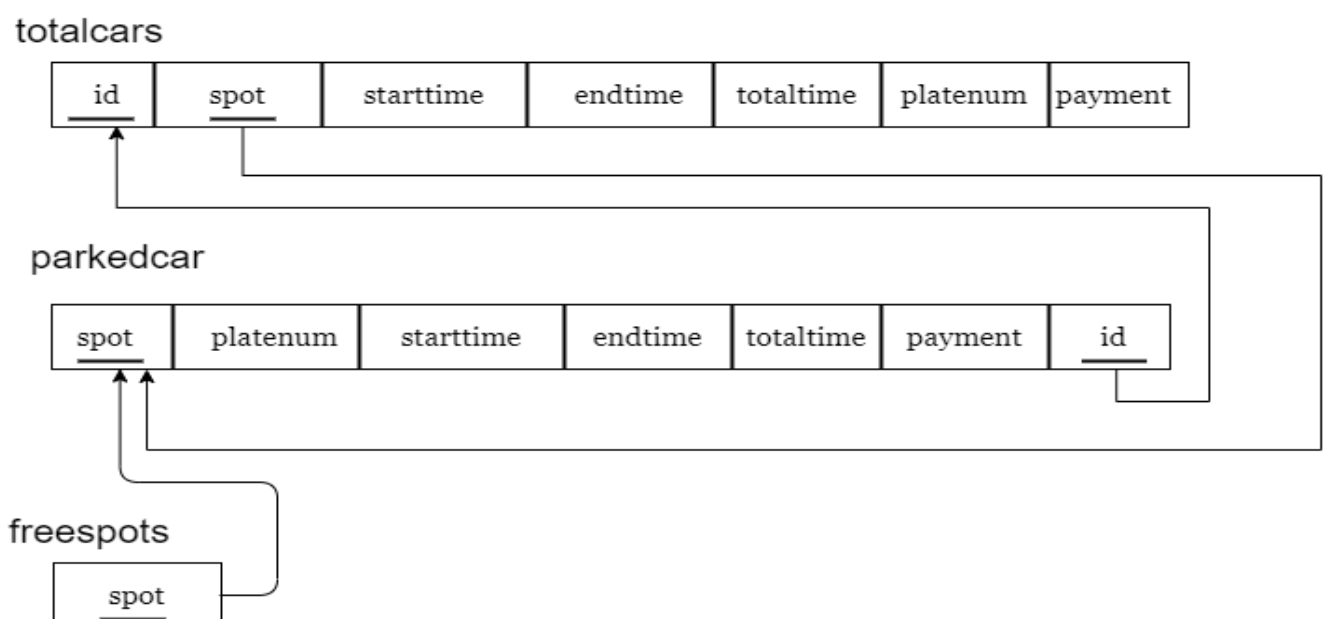 totalcars
id spot starttime endtime totaltime platenum payment
parkedcar
spot platenum starttime endtime totaltime payment id
freespots
spot